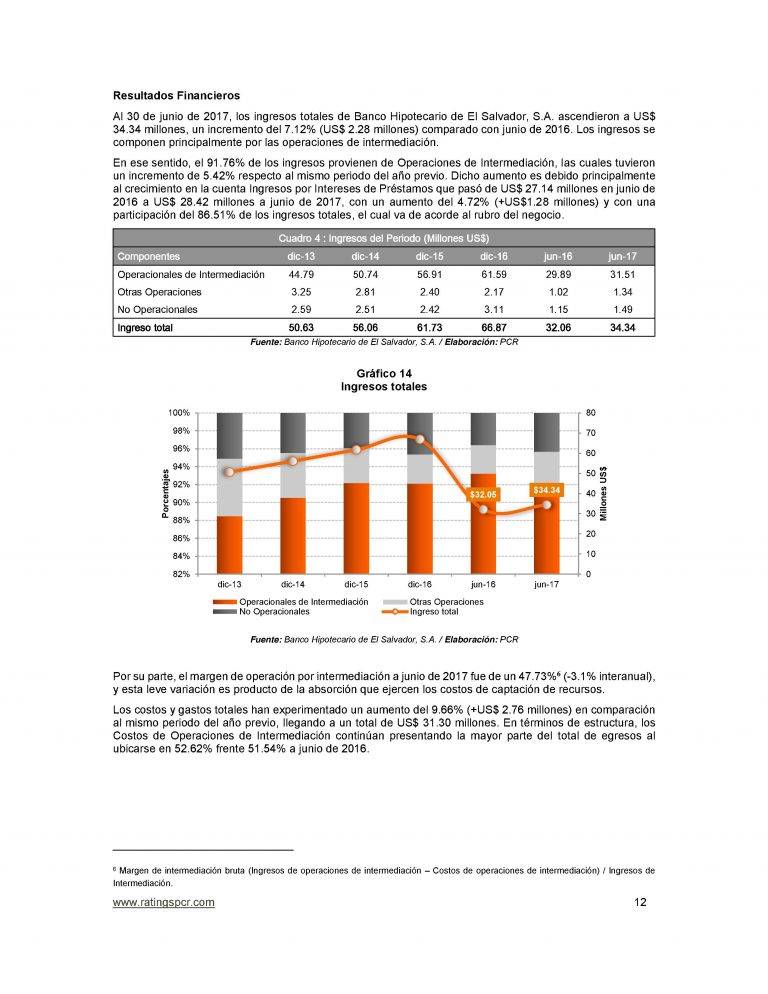 Resultados Financieros
Al 30 de junio de 2017, los ingresos totales de Banco Hipotecario de El Salvador, S.A. ascendieron a US$
34.34 millones, un incremento del 7.12% (US$ 2.28 millones) comparado con junio de 2016. Los ingresos se
componen principalmente por las operaciones de intermediación.
En ese sentido, el 91.76% de los ingresos provienen de Operaciones de Intermediación, las cuales tuvieron
un incremento de 5.42% respecto al mismo periodo del año previo. Dicho aumento es debido principalmente
al crecimiento en la cuenta Ingresos por Intereses de Préstamos que pasó de US$ 27.14 millones en junio de
2016 a US$ 28.42 millones a junio de 2017, con un aumento del 4.72% (+US$1.28 millones) y con una
participación del 86.51% de los ingresos totales, el cual va de acorde al rubro del negocio.
Cuadro 4 : Ingresos del Periodo (Millones US$)
Componentes dic-13 dic-14 dic-15 dic-16 jun-16 jun-17
Operacionales de Intermediación 44.79 50.74 56.91 61.59 29.89 31.51
Otras Operaciones 3.25 2.81 2.40 2.17 1.02 1.34
No Operacionales 2.59 2.51 2.42 3.11 1.15 1.49
Ingreso total 50.63 56.06 61.73 66.87 32.06 34.34
Fuente: Banco Hipotecario de El Salvador, S.A. / Elaboración: PCR
Gráfico 14
Ingresos totales
100% 80
98% 70
96% 60
94% 50
92% 40
90% 30
88% 20
86% 10
84% 0
82%
Porcentajes
Millones US$
$32.05
$34.34
dic-13 dic-14 dic-15 dic-16 jun-16 jun-17
Operacionales de Intermediación Otras Operaciones
No Operacionales Ingreso total
Fuente: Banco Hipotecario de El Salvador, S.A. / Elaboración: PCR
Por su parte, el margen de operación por intermediación a junio de 2017 fue de un 47.73%⁶ (-3.1% interanual),
y esta leve variación es producto de la absorción que ejercen los costos de captación de recursos.
Los costos y gastos totales han experimentado un aumento del 9.66% (+US$ 2.76 millones) en comparación
al mismo periodo del año previo, llegando a un total de US$ 31.30 millones. En términos de estructura, los
Costos de Operaciones de Intermediación continúan presentando la mayor parte del total de egresos al
ubicarse en 52.62% frente 51.54% a junio de 2016.
⁶ Margen de intermediación bruta (Ingresos de operaciones de intermediación – Costos de operaciones de intermediación) / Ingresos de
Intermediación.
www.ratingspcr.com 12